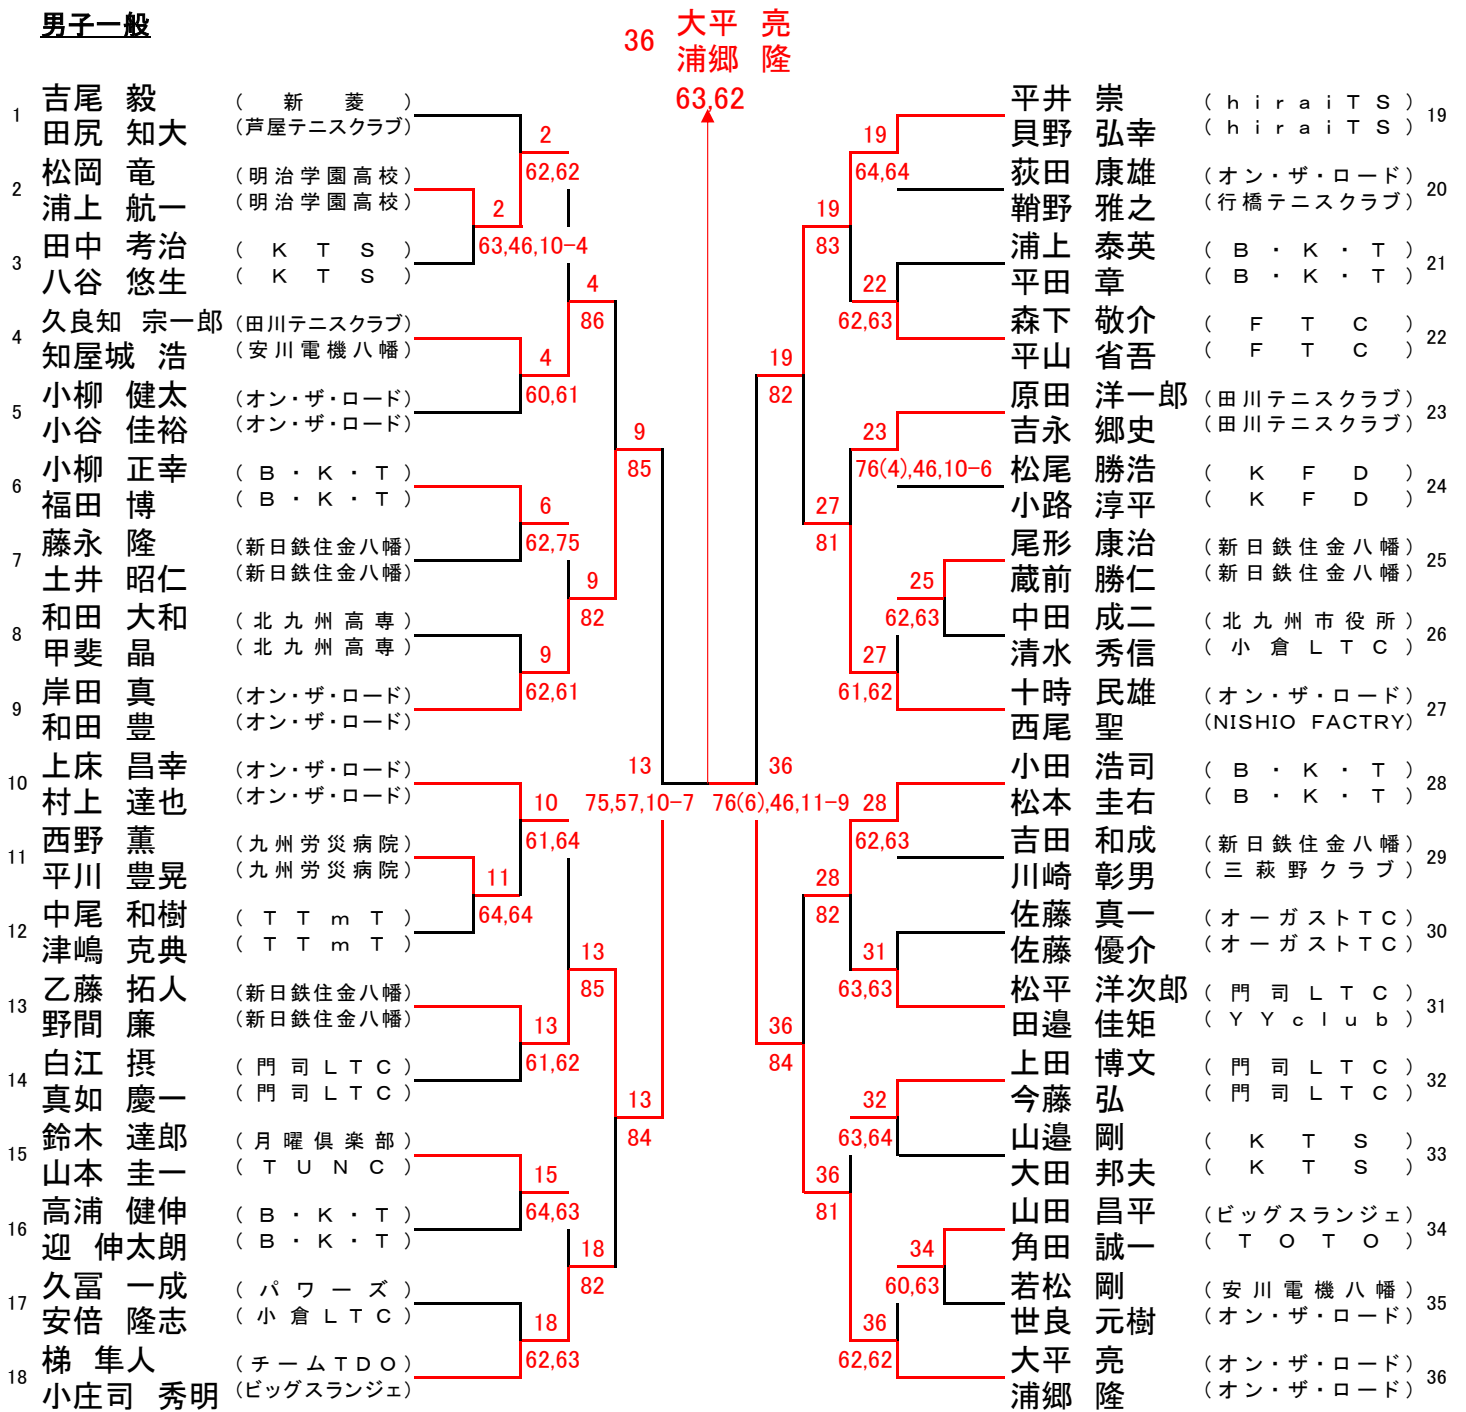 男子一般
36 大平 亮
浦郷 隆
63,62
1 吉尾 毅 (新菱)
田尻 知大 (芦屋テニスクラブ)
2 松岡 竜 (明治学園高校)
浦上 航一 (明治学園高校)
3 田中 考治 (KTS)
八谷 悠生 (KTS)
4 久良知 宗一郎 (田川テニスクラブ)
知屋城 浩 (安川電機八幡)
5 小柳 健太 (オン・ザ・ロード)
小谷 佳裕 (オン・ザ・ロード)
6 小柳 正幸 (B・K・T)
福田 博 (B・K・T)
7 藤永 隆 (新日鉄住金八幡)
土井 昭仁 (新日鉄住金八幡)
8 和田 大和 (北九州高専)
甲斐 晶 (北九州高専)
9 岸田 真 (オン・ザ・ロード)
和田 豊 (オン・ザ・ロード)
10 上床 昌幸 (オン・ザ・ロード)
村上 達也 (オン・ザ・ロード)
11 西野 薫 (九州労災病院)
平川 豊晃 (九州労災病院)
12 中尾 和樹 (TTmT)
津嶋 克典 (TTmT)
13 乙藤 拓人 (新日鉄住金八幡)
野間 廉 (新日鉄住金八幡)
14 白江 摂 (門司LTC)
真如 慶一 (門司LTC)
15 鈴木 達郎 (月曜倶楽部)
山本 圭一 (TUNC)
16 高浦 健伸 (B・K・T)
迎 伸太朗 (B・K・T)
17 久冨 一成 (パワーズ)
安倍 隆志 (小倉LTC)
18 梯 隼人 (チームTDO)
小庄司 秀明 (ビッグスランジェ)
2
62,62
2
63,46,10-4
4
86
4
60,61
9
85
6
62,75
9
82
9
62,61
13
75,57,10-7
10
61,64
11
64,64
13
85
13
61,62
13
84
15
64,63
18
82
18
62,63
19
64,64
19
83
22
62,63
19
82
23
76(4),46,10-6
27
81
25
62,63
27
61,62
36
76(6),46,11-9
28
62,63
28
82
31
63,63
36
84
32
63,64
36
81
34
60,63
36
62,62
平井 崇 (hiraiTS) 19
貝野 弘幸 (hiraiTS)
荻田 康雄 (オン・ザ・ロード) 20
鞘野 雅之 (行橋テニスクラブ)
浦上 泰英 (B・K・T) 21
平田 章 (B・K・T)
森下 敬介 (FTC) 22
平山 省吾 (FTC)
原田 洋一郎 (田川テニスクラブ) 23
吉永 郷史 (田川テニスクラブ)
松尾 勝浩 (KFD) 24
小路 淳平 (KFD)
尾形 康治 (新日鉄住金八幡) 25
蔵前 勝仁 (新日鉄住金八幡)
中田 成二 (北九州市役所) 26
清水 秀信 (小倉LTC)
十時 民雄 (オン・ザ・ロード) 27
西尾 聖 (NISHIO FACTRY)
小田 浩司 (B・K・T) 28
松本 圭右 (B・K・T)
吉田 和成 (新日鉄住金八幡) 29
川崎 彰男 (三萩野クラブ)
佐藤 真一 (オーガストTC) 30
佐藤 優介 (オーガストTC)
松平 洋次郎 (門司LTC) 31
田邉 佳矩 (YYclub)
上田 博文 (門司LTC) 32
今藤 弘 (門司LTC)
山邉 剛 (KTS) 33
大田 邦夫 (KTS)
山田 昌平 (ビッグスランジェ) 34
角田 誠一 (TOTO)
若松 剛 (安川電機八幡) 35
世良 元樹 (オン・ザ・ロード)
大平 亮 (オン・ザ・ロード) 36
浦郷 隆 (オン・ザ・ロード)